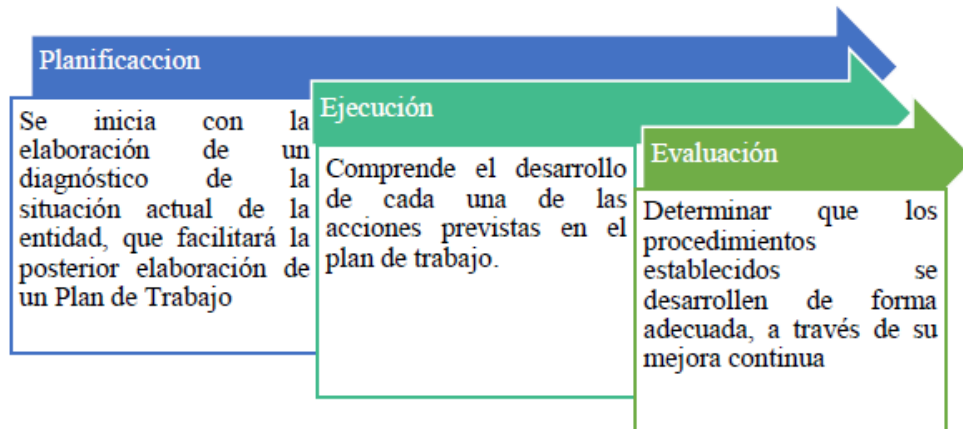 Planificaccion
Se inicia con la
elaboración de un
diagnóstico de la
situación actual de la
entidad, que facilitará la
posterior elaboración de
un Plan de Trabajo
Ejecución
Comprende el desarrollo
de cada una de las
acciones previstas en el
plan de trabajo.
Evaluación
Determinar que los
procedimientos
establecidos se
desarrollen de forma
adecuada, a través de su
mejora continua